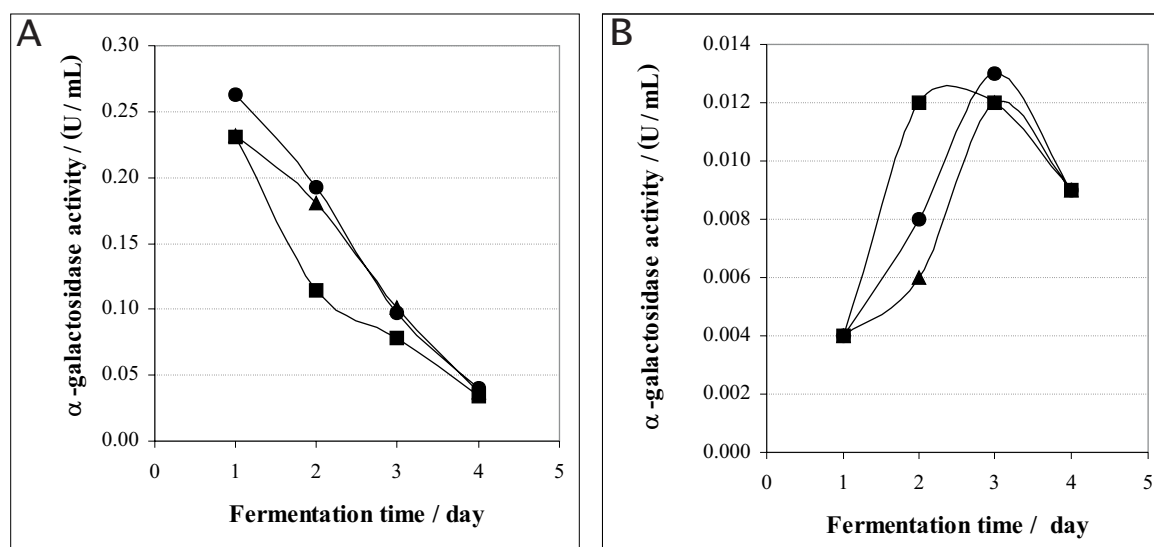 A
α-galactosidase activity / (U / mL)
0.30
0.25
0.20
0.15
0.10
0.05
0.00
0 1 2 3 4 5
Fermentation time / day
B
α-galactosidase activity / (U / mL)
0.014
0.012
0.010
0.008
0.006
0.004
0.002
0.000
0 1 2 3 4 5
Fermentation time / day